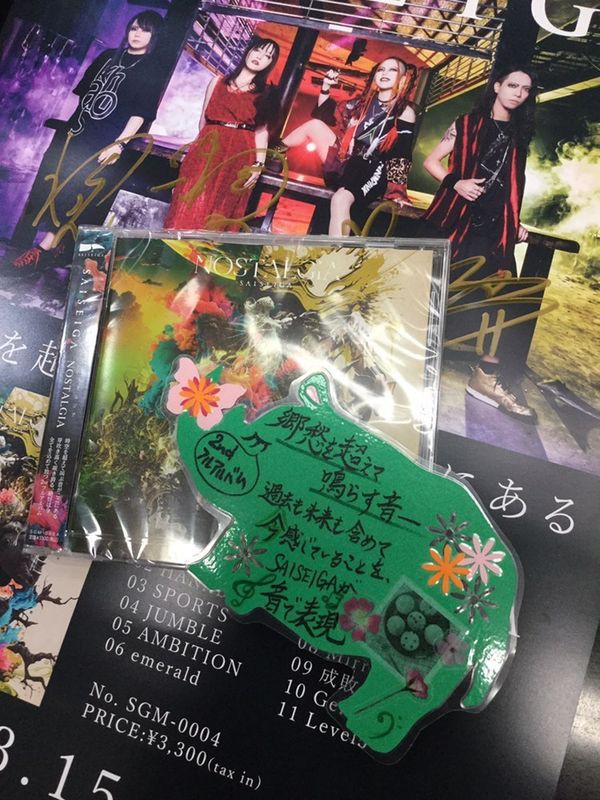 SAISEIGA
SAISEIGA NOSTALGIA
NOSTALGIA
SAISEIGA
を超
にある
2nd
フルアルバム
郷愁を超えて
鳴らす音―
過去も未来も含めて
今感じていることを、
SAISEIGAが
音で表現
03 SPORTS
04 JUMBLE
05 AMBITION
06 emerald
09 成敗
10 Ge
11 Levels
No. SGM-0004
PRICE:¥3,300(tax in)
3.15